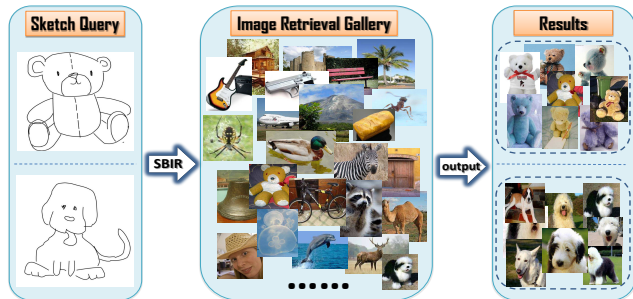 Sketch Query
Image Retrieval Gallery
Results
SBIR
output